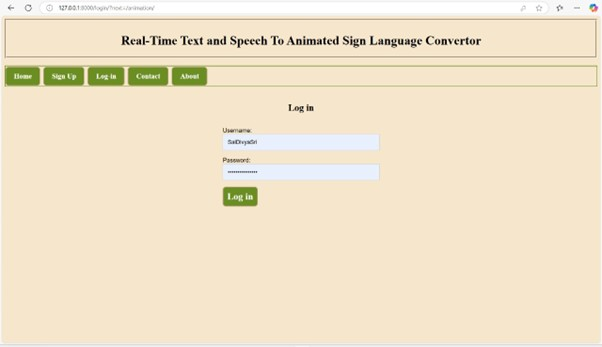 127.0.0.1:8000/login/?next=/animation/
Real-Time Text and Speech To Animated Sign Language Convertor
Home Sign Up Log-in Contact About
Log in
Username:
SaiDivyaSri
Password:
Log in